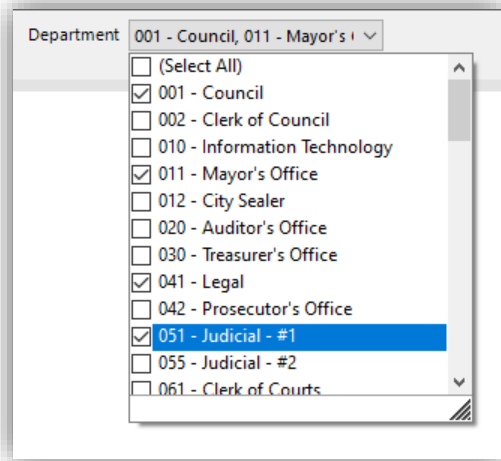 Department 001 - Council, 011 - Mayor's (
(Select All)
001 - Council
002 - Clerk of Council
010 - Information Technology
011 - Mayor's Office
012 - City Sealer
020 - Auditor's Office
030 - Treasurer's Office
041 - Legal
042 - Prosecutor's Office
051 - Judicial - #1
055 - Judicial - #2
061 - Clerk of Courts